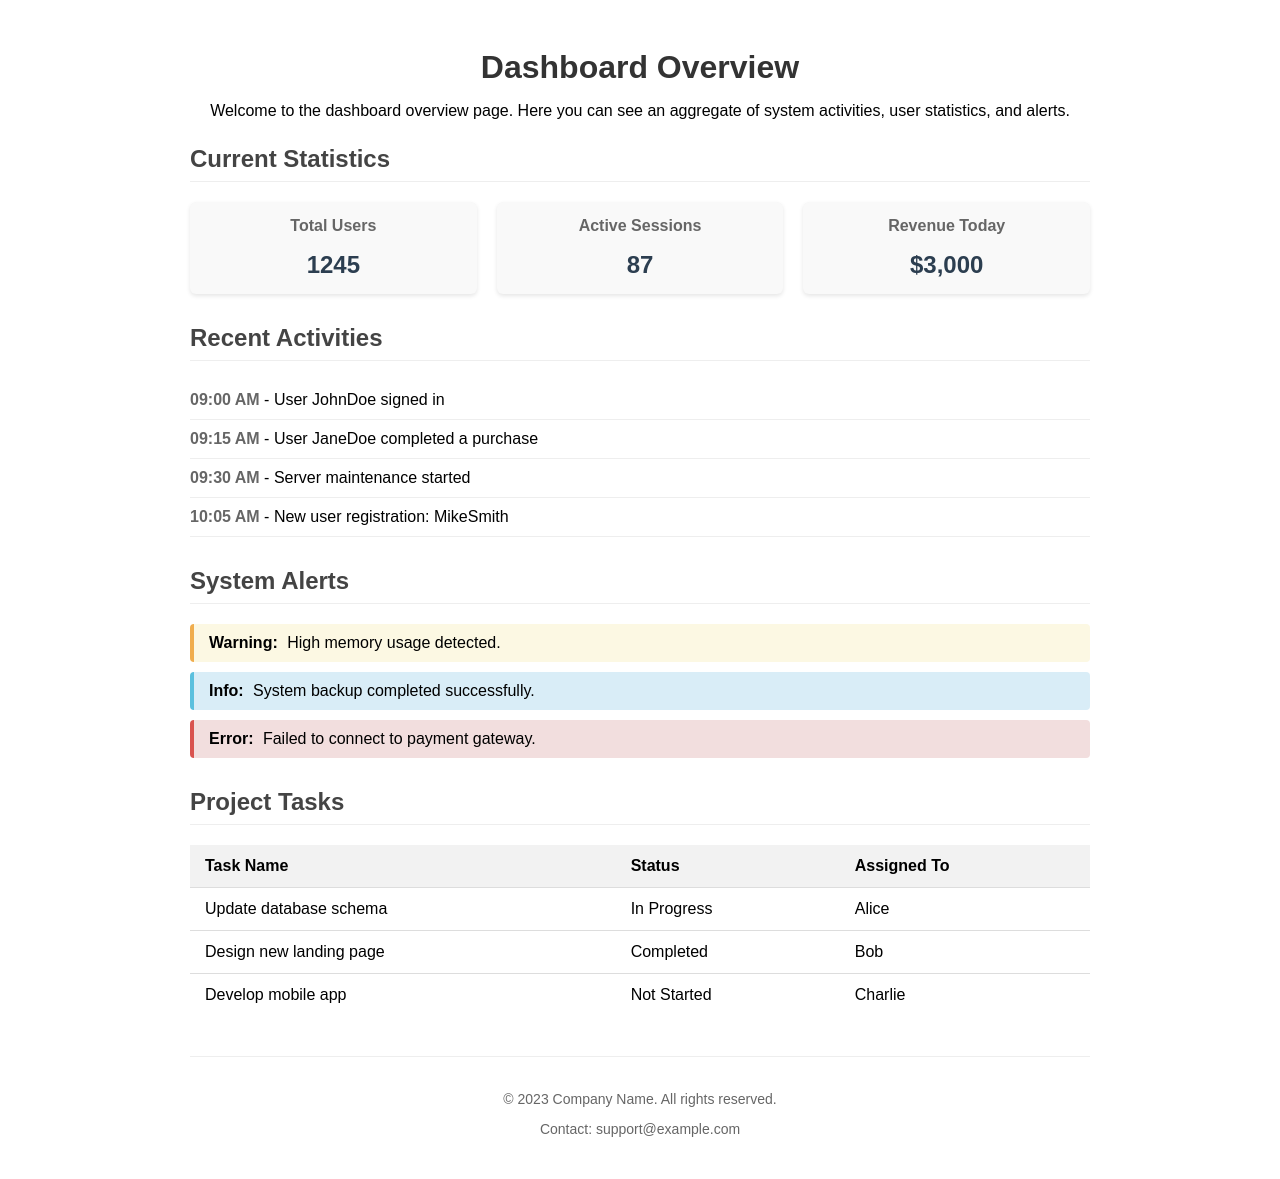 Dashboard Overview
Welcome to the dashboard overview page. Here you can see an aggregate of system activities, user statistics, and alerts.
Current Statistics
Total Users
1245
Active Sessions
87
Revenue Today
$3,000
Recent Activities
09:00 AM - User JohnDoe signed in
09:15 AM - User JaneDoe completed a purchase
09:30 AM - Server maintenance started
10:05 AM - New user registration: MikeSmith
System Alerts
Warning: High memory usage detected.
Info: System backup completed successfully.
Error: Failed to connect to payment gateway.
Project Tasks
Task Name Status Assigned To
Update database schema In Progress Alice
Design new landing page Completed Bob
Develop mobile app Not Started Charlie
© 2023 Company Name. All rights reserved.
Contact: support@example.com